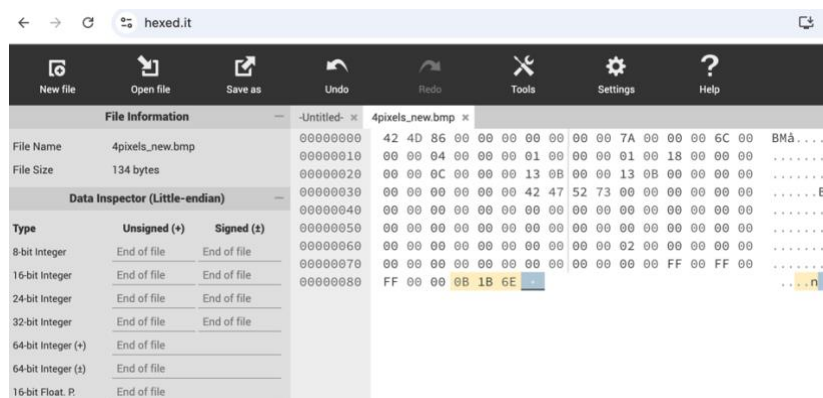 hexed.it
New file Open file Save as Undo Redo Tools Settings Help
File Information
File Name 4pixels_new.bmp
File Size 134 bytes
Data Inspector (Little-endian)
Type Unsigned (+) Signed (±)
8-bit Integer End of file End of file
16-bit Integer End of file End of file
24-bit Integer End of file End of file
32-bit Integer End of file End of file
64-bit Integer (+) End of file
64-bit Integer (±) End of file
16-bit Float. P. End of file
-Untitled- × 4pixels_new.bmp ×
00000000 42 4D 86 00 00 00 00 00 00 00 7A 00 00 00 6C 00 BMå....
00000010 00 00 04 00 00 00 01 00 00 00 01 00 18 00 00 00 .......
00000020 00 00 0C 00 00 00 13 0B 00 00 13 0B 00 00 00 00 .......
00000030 00 00 00 00 00 00 42 47 52 73 00 00 00 00 00 00 ......B
00000040 00 00 00 00 00 00 00 00 00 00 00 00 00 00 00 00 .......
00000050 00 00 00 00 00 00 00 00 00 00 00 00 00 00 00 00 .......
00000060 00 00 00 00 00 00 00 00 00 00 02 00 00 00 00 00 .......
00000070 00 00 00 00 00 00 00 00 00 00 00 00 FF 00 FF 00 .......
00000080 FF 00 00 0B 1B 6E + ....n